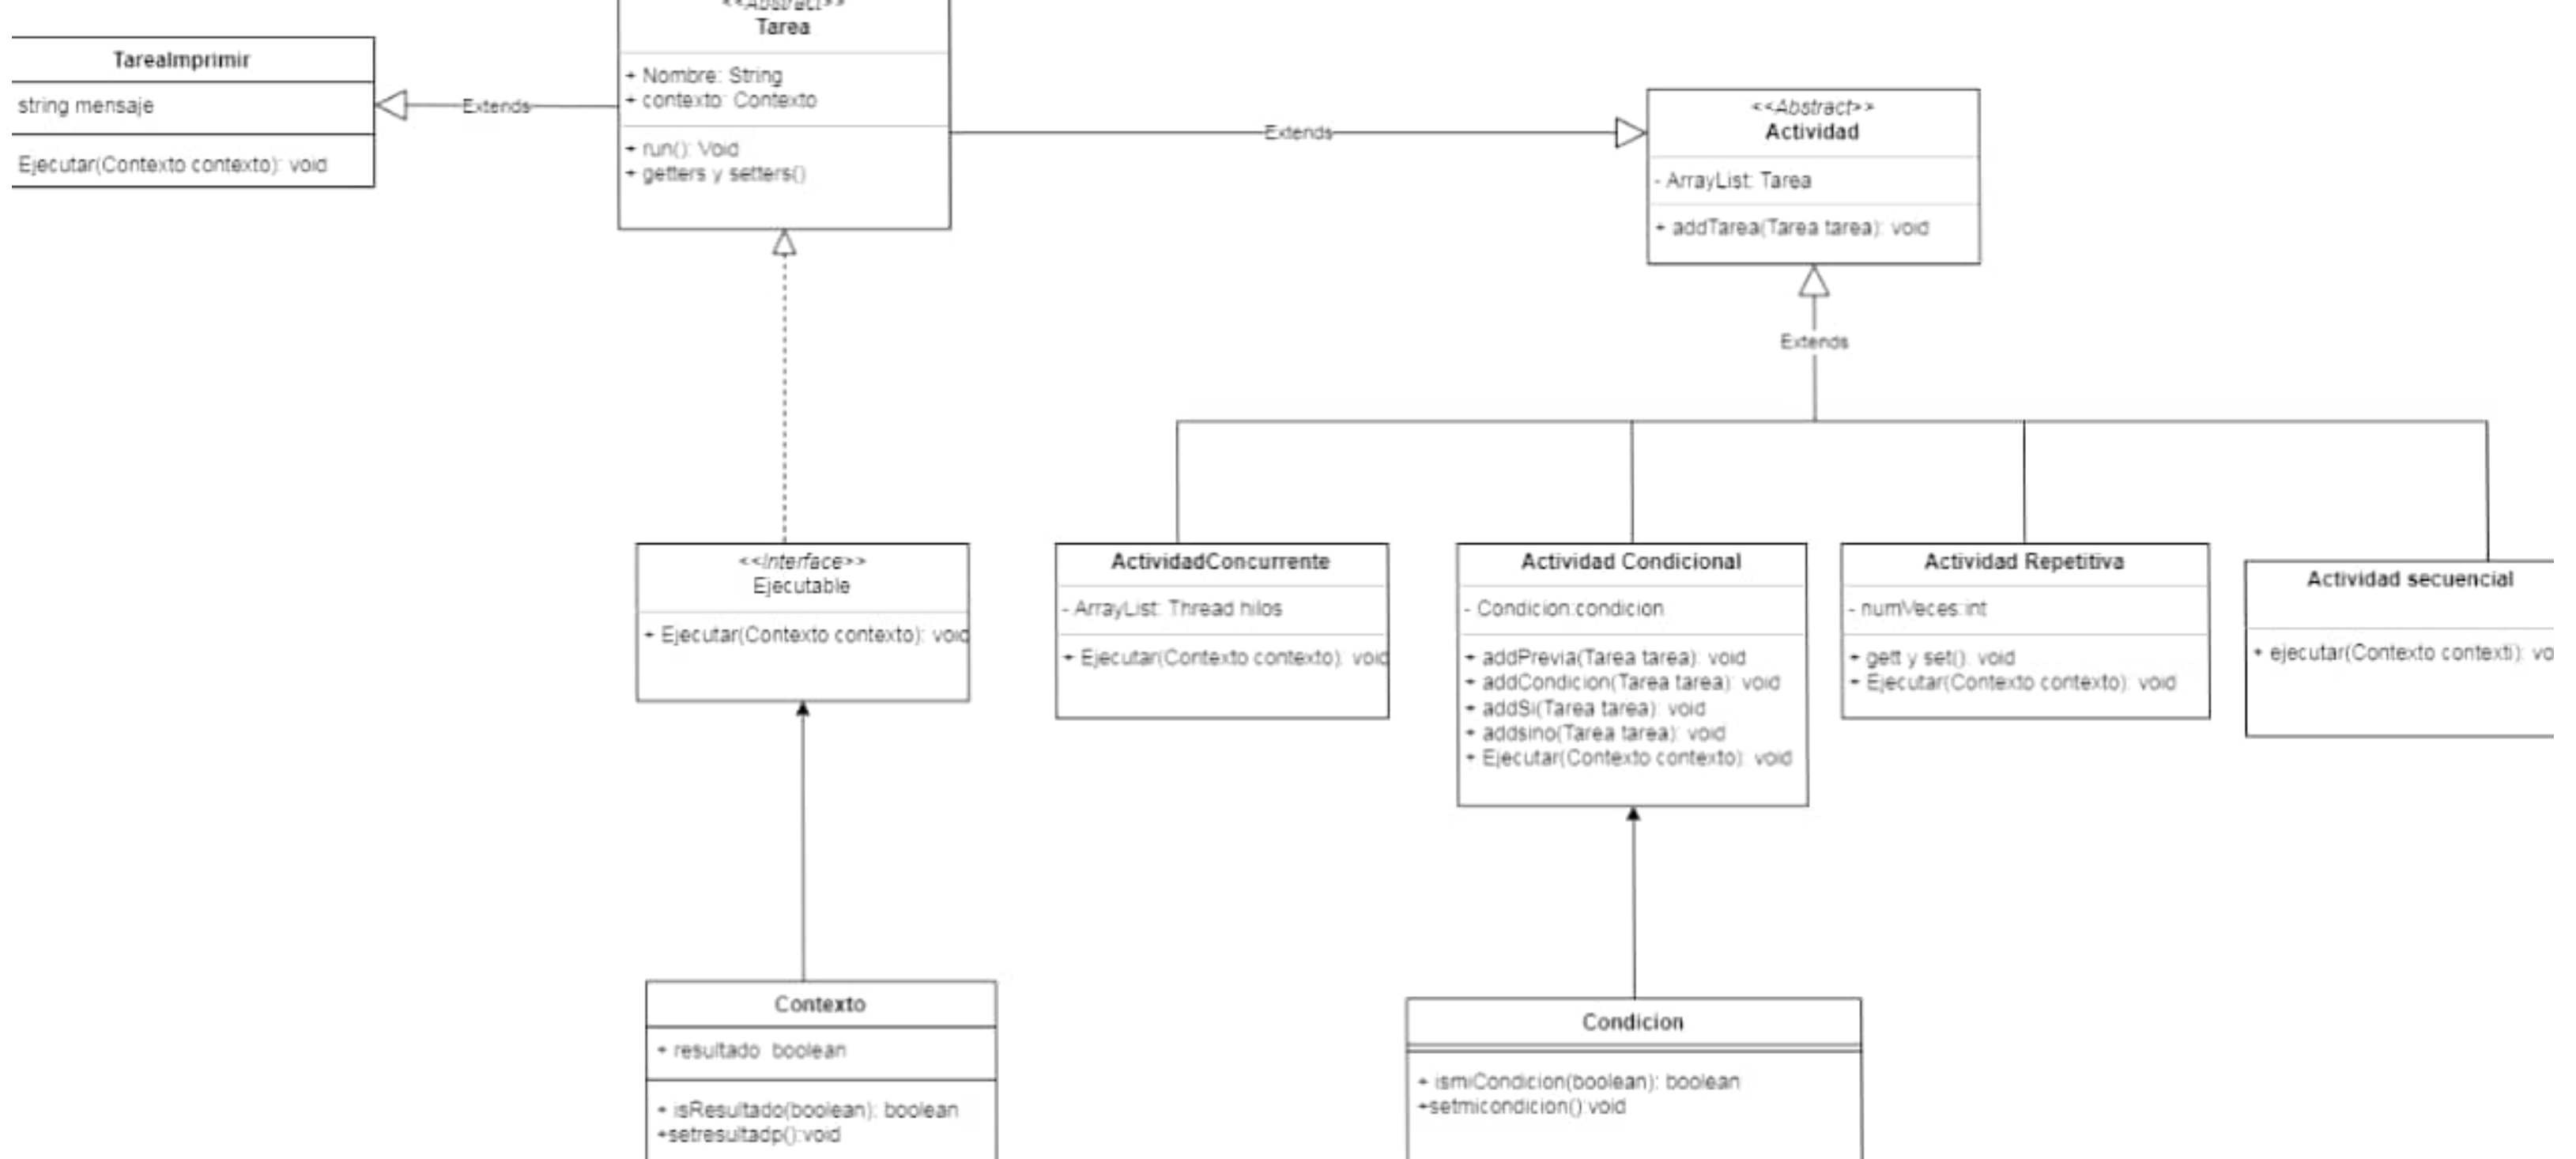 <<Abstract>>
Tarea
+ Nombre: String
+ contexto: Contexto
+ run(): Void
+ getters y setters()
TareaImprimir
string mensaje
Ejecutar(Contexto contexto): void
Extends
Extends
<<Abstract>>
Actividad
- ArrayList: Tarea
+ addTarea(Tarea tarea): void
Extends
<<Interface>>
Ejecutable
+ Ejecutar(Contexto contexto): void
ActividadConcurrente
- ArrayList: Thread hilos
+ Ejecutar(Contexto contexto): void
Actividad Condicional
- Condicion:condicion
+ addPrevia(Tarea tarea): void
+ addCondicion(Tarea tarea): void
+ addSi(Tarea tarea): void
+ addsino(Tarea tarea): void
+ Ejecutar(Contexto contexto): void
Actividad Repetitiva
- numVeces:int
+ gett y set(): void
+ Ejecutar(Contexto contexto): void
Actividad secuencial
+ ejecutar(Contexto contexti): vo
Contexto
+ resultado: boolean
+ isResultado(boolean): boolean
+setresultadp():void
Condicion
+ ismiCondicion(boolean): boolean
+setmicondicion():void